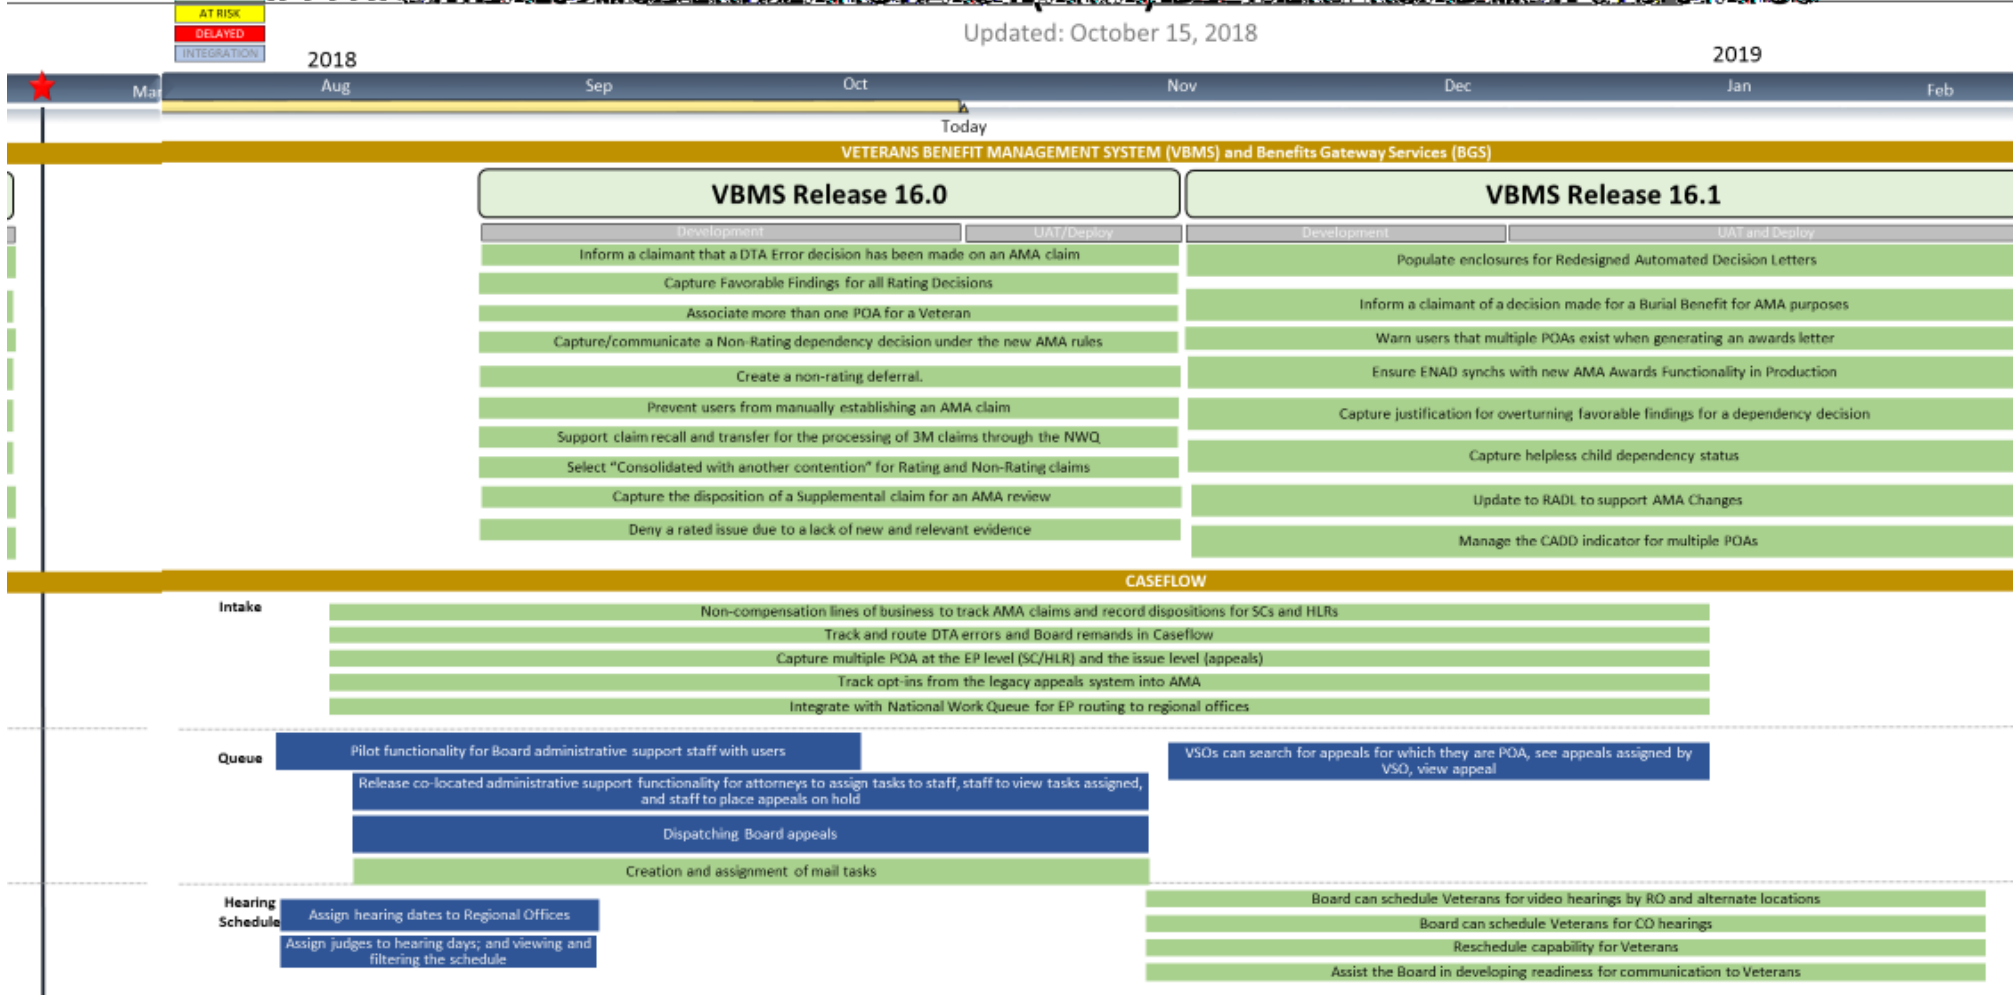 AT RISK
DELAYED
INTEGRATION
Updated: October 15, 2018
2018
2019
Mar
Aug
Sep
Oct
Nov
Dec
Jan
Feb
Today
VETERANS BENEFIT MANAGEMENT SYSTEM (VBMS) and Benefits Gateway Services (BGS)
VBMS Release 16.0
VBMS Release 16.1
Development
UAT/Deploy
Development
UAT and Deploy
Inform a claimant that a DTA Error decision has been made on an AMA claim
Capture Favorable Findings for all Rating Decisions
Associate more than one POA for a Veteran
Capture/communicate a Non-Rating dependency decision under the new AMA rules
Create a non-rating deferral.
Prevent users from manually establishing an AMA claim
Support claim recall and transfer for the processing of 3M claims through the NWQ
Select “Consolidated with another contention” for Rating and Non-Rating claims
Capture the disposition of a Supplemental claim for an AMA review
Deny a rated issue due to a lack of new and relevant evidence
Populate enclosures for Redesigned Automated Decision Letters
Inform a claimant of a decision made for a Burial Benefit for AMA purposes
Warn users that multiple POAs exist when generating an awards letter
Ensure ENAD synchs with new AMA Awards Functionality in Production
Capture justification for overturning favorable findings for a dependency decision
Capture helpless child dependency status
Update to RADL to support AMA Changes
Manage the CADD indicator for multiple POAs
CASEFLOW
Intake
Non-compensation lines of business to track AMA claims and record dispositions for SCs and HLRs
Track and route DTA errors and Board remands in Caseflow
Capture multiple POA at the EP level (SC/HLR) and the issue level (appeals)
Track opt-ins from the legacy appeals system into AMA
Integrate with National Work Queue for EP routing to regional offices
Queue
Pilot functionality for Board administrative support staff with users
Release co-located administrative support functionality for attorneys to assign tasks to staff, staff to view tasks assigned,
and staff to place appeals on hold
Dispatching Board appeals
Creation and assignment of mail tasks
VSOs can search for appeals for which they are POA, see appeals assigned by
VSO, view appeal
Hearing
Schedule
Assign hearing dates to Regional Offices
Assign judges to hearing days; and viewing and
filtering the schedule
Board can schedule Veterans for video hearings by RO and alternate locations
Board can schedule Veterans for CO hearings
Reschedule capability for Veterans
Assist the Board in developing readiness for communication to Veterans